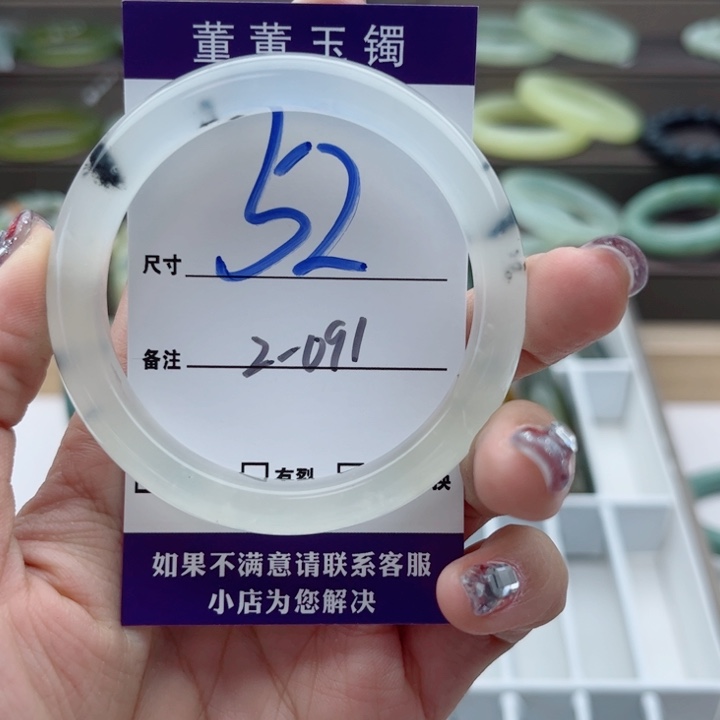 董董玉镯
尺寸 52
备注 2-091
有裂
换
如果不满意请联系客服
小店为您解决